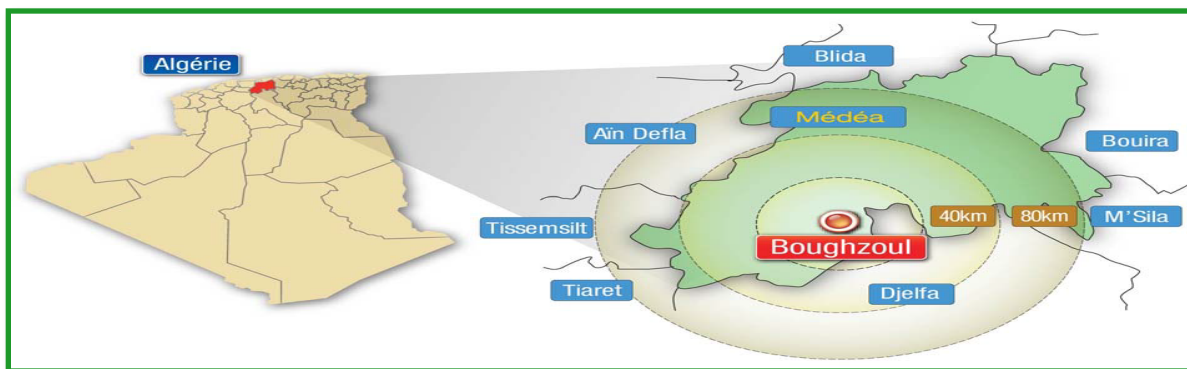 Algérie
Blida
Médéa
Aïn Defla
Bouira
Tissemsilt
40km
80km
M'Sila
Boughzoul
Tiaret
Djelfa